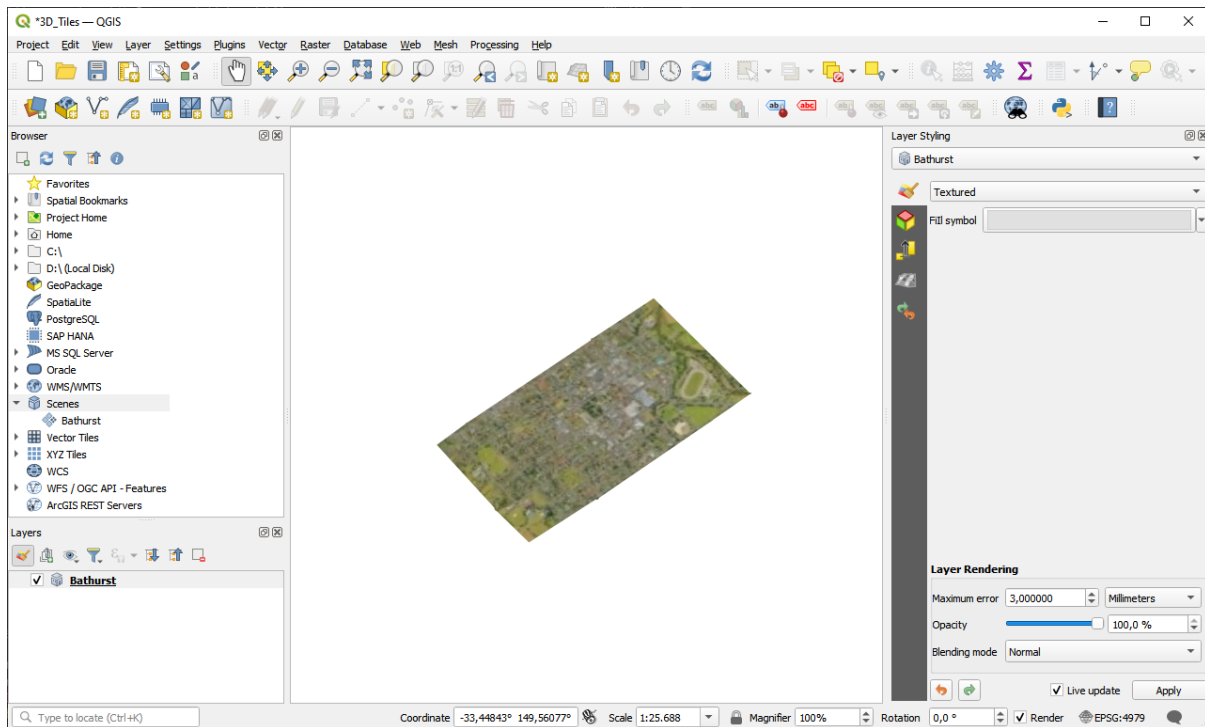 *3D_Tiles — QGIS
Project Edit View Layer Settings Plugins Vector Raster Database Web Mesh Processing Help
Browser
Favorites
Spatial Bookmarks
Project Home
Home
C:\
D:\ (Local Disk)
GeoPackage
SpatiaLite
PostgreSQL
SAP HANA
MS SQL Server
Oracle
WMS/WMTS
Scenes
Bathurst
Vector Tiles
XYZ Tiles
WCS
WFS / OGC API - Features
ArcGIS REST Servers
Layers
Bathurst
Layer Styling
Bathurst
Textured
Fill symbol
Layer Rendering
Maximum error 3,000000 Millimeters
Opacity 100,0 %
Blending mode Normal
Live update Apply
Type to locate (Ctrl+K) Coordinate -33,44843° 149,56077° Scale 1:25.688 Magnifier 100% Rotation 0,0 ° Render EPSG:4979